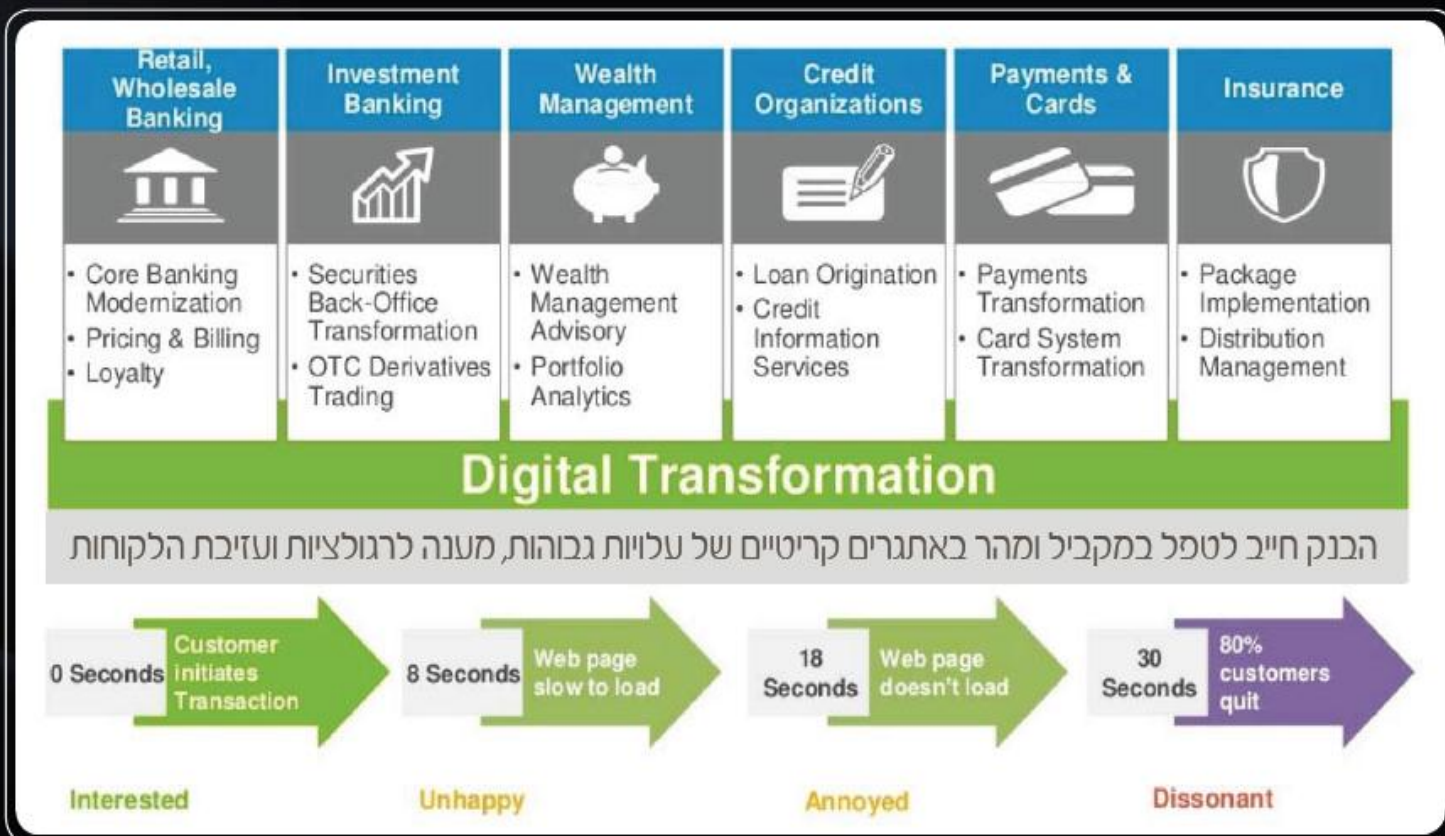 Retail,
Wholesale
Banking
Investment
Banking
Wealth
Management
Credit
Organizations
Payments &
Cards
Insurance
• Core Banking
Modernization
• Pricing & Billing
• Loyalty
• Securities
Back-Office
Transformation
• OTC Derivatives
Trading
• Wealth
Management
Advisory
• Portfolio
Analytics
• Loan Origination
• Credit
Information
Services
• Payments
Transformation
• Card System
Transformation
• Package
Implementation
• Distribution
Management
Digital Transformation
הבנק חייב לטפל במקביל ומהר באתגרים קריטיים של עלויות גבוהות, מענה לרגולציות ועזיבת הלקוחות
0 Seconds
Customer
initiates
Transaction
8 Seconds
Web page
slow to load
18
Seconds
Web page
doesn't load
30
Seconds
80%
customers
quit
Interested
Unhappy
Annoyed
Dissonant